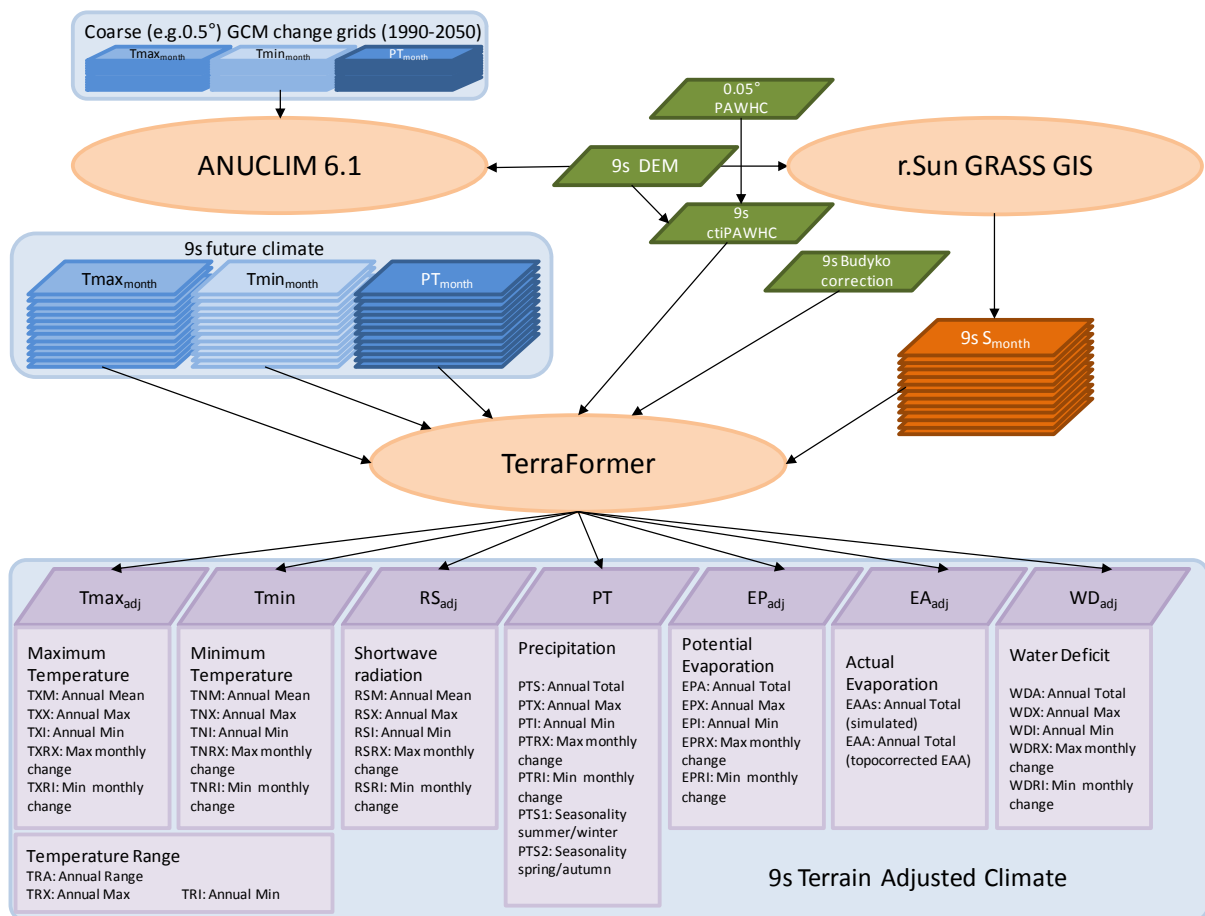 Coarse (e.g.0.5°) GCM change grids (1990-2050)
Tmaxmonth
Tminmonth
PTmonth
0.05°
PAWHC
ANUCLIM 6.1
9s DEM
r.Sun GRASS GIS
9s
ctiPAWHC
9s future climate
Tmaxmonth
Tminmonth
PTmonth
9s Budyko
correction
9s Smonth
TerraFormer
Tmaxadj
Tmin
RSadj
PT
EPadj
EAadj
WDadj
Maximum
Temperature
TXM: Annual Mean
TXX: Annual Max
TXI: Annual Min
TXRX: Max monthly
change
TXRI: Min monthly
change
Minimum
Temperature
TNM: Annual Mean
TNX: Annual Max
TNI: Annual Min
TNRX: Max monthly
change
TNRI: Min monthly
change
Shortwave
radiation
RSM: Annual Mean
RSX: Annual Max
RSI: Annual Min
RSRX: Max monthly
change
RSRI: Min monthly
change
Precipitation
PTS: Annual Total
PTX: Annual Max
PTI: Annual Min
PTRX: Max monthly
change
PTRI: Min monthly
change
PTS1: Seasonality
summer/winter
PTS2: Seasonality
spring/autumn
Potential
Evaporation
EPA: Annual Total
EPX: Annual Max
EPI: Annual Min
EPRX: Max monthly
change
EPRI: Min monthly
change
Actual
Evaporation
EAAs: Annual Total
(simulated)
EAA: Annual Total
(topocorrected EAA)
Water Deficit
WDA: Annual Total
WDX: Annual Max
WDI: Annual Min
WDRX: Max monthly
change
WDRI: Min monthly
change
Temperature Range
TRA: Annual Range
TRX: Annual Max TRI: Annual Min
9s Terrain Adjusted Climate